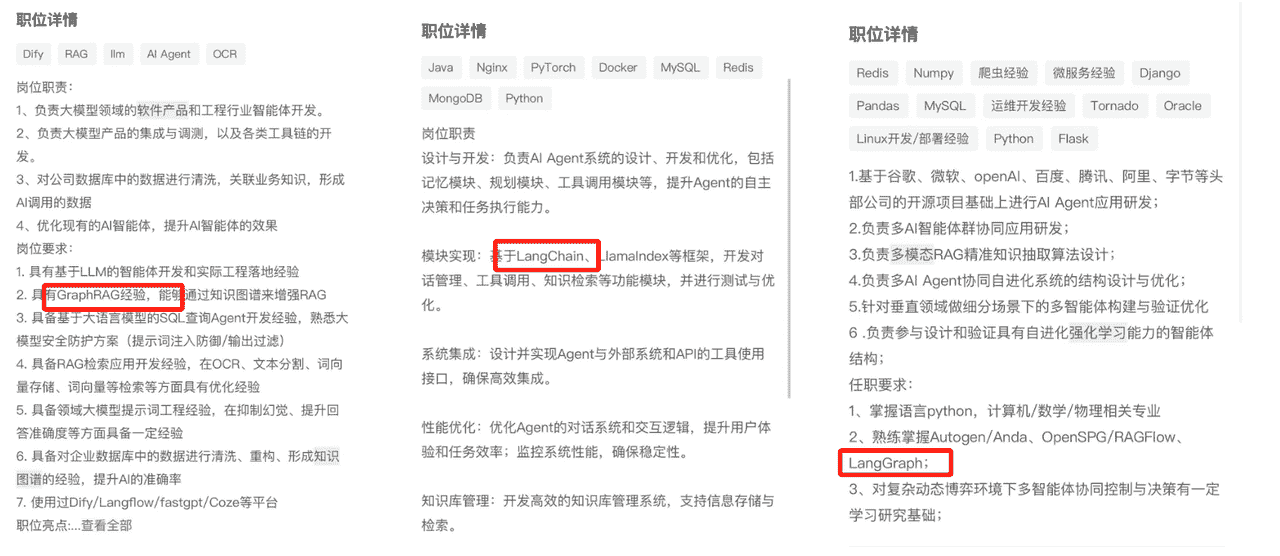 职位详情
Dify RAG llm AI Agent OCR
岗位职责：
1、负责大模型领域的软件产品和工程行业智能体开发。
2、负责大模型产品的集成与调测，以及各类工具链的开
发。
3、对公司数据库中的数据进行清洗，关联业务知识，形成
AI调用的数据
4、优化现有的AI智能体，提升AI智能体的效果
岗位要求：
1. 具有基于LLM的智能体开发和实际工程落地经验
2. 具有GraphRAG经验，能够通过知识图谱来增强RAG
3. 具备基于大语言模型的SQL查询Agent开发经验，熟悉大
模型安全防护方案（提示词注入防御/输出过滤）
4. 具备RAG检索应用开发经验，在OCR、文本分割、词向
量存储、词向量等检索等方面具有优化经验
5. 具备领域大模型提示词工程经验，在抑制幻觉、提升回
答准确度等方面具备一定经验
6. 具备对企业数据库中的数据进行清洗、重构、形成知识
图谱的经验，提升AI的准确率
7. 使用过Dify/Langflow/fastgpt/Coze等平台
职位亮点:...查看全部
职位详情
Java Nginx PyTorch Docker MySQL Redis
MongoDB Python
岗位职责
设计与开发：负责AI Agent系统的设计、开发和优化，包括
记忆模块、规划模块、工具调用模块等，提升Agent的自主
决策和任务执行能力。
模块实现：基于LangChain、LlamaIndex等框架，开发对
话管理、工具调用、知识检索等功能模块，并进行测试与优
化。
系统集成：设计并实现Agent与外部系统和API的工具使用
接口，确保高效集成。
性能优化：优化Agent的对话系统和交互逻辑，提升用户体
验和任务效率；监控系统性能，确保稳定性。
知识库管理：开发高效的知识库管理系统，支持信息存储与
检索。
职位详情
Redis Numpy 爬虫经验 微服务经验 Django
Pandas MySQL 运维开发经验 Tornado Oracle
Linux开发/部署经验 Python Flask
1.基于谷歌、微软、openAI、百度、腾讯、阿里、字节等头
部公司的开源项目基础上进行AI Agent应用研发；
2.负责多AI智能体群协同应用研发；
3.负责多模态RAG精准知识抽取算法设计；
4.负责多AI Agent协同自进化系统的结构设计与优化；
5.针对垂直领域做细分场景下的多智能体构建与验证优化
6 .负责参与设计和验证具有自进化强化学习能力的智能体
结构；
任职要求：
1、掌握语言python，计算机/数学/物理相关专业
2、熟练掌握Autogen/Anda、OpenSPG/RAGFlow、
LangGraph；
3、对复杂动态博弈环境下多智能体协同控制与决策有一定
学习研究基础；